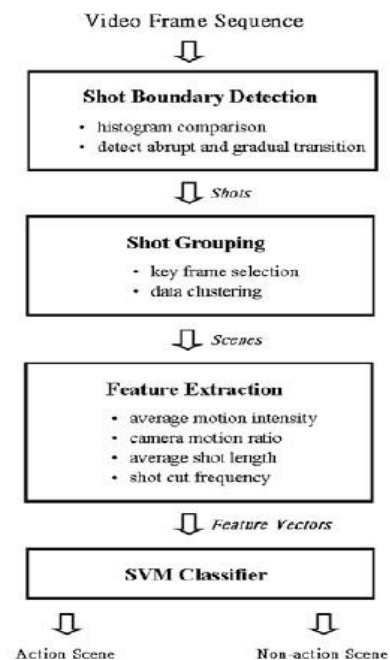 Video Frame Sequence
Shot Boundary Detection
• histogram comparison
• detect abrupt and gradual transition
Shots
Shot Grouping
• key frame selection
• data clustering
Scenes
Feature Extraction
• average motion intensity
• camera motion ratio
• average shot length
• shot cut frequency
Feature Vectors
SVM Classifier
Action Scene
Non-action Scene